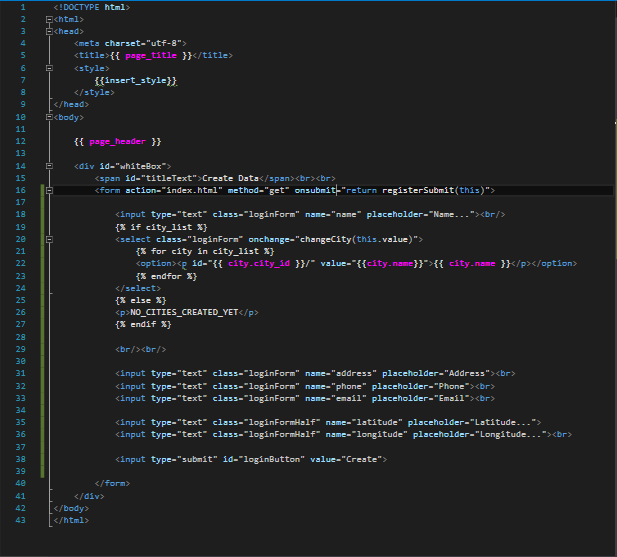 1 <!DOCTYPE html>
2 <html>
3 <head>
4 <meta charset="utf-8">
5 <title>{{ page_title }}</title>
6 <style>
7 {{insert_style}}
8 </style>
9 </head>
10 <body>
11
12 {{ page_header }}
13
14 <div id="whiteBox">
15 <span id="titleText">Create Data</span><br><br>
16 <form action="index.html" method="get" onsubmit="return registerSubmit(this)">
17
18 <input type="text" class="loginForm" name="name" placeholder="Name..."><br/>
19 {% if city_list %}
20 <select class="loginForm" onchange="changeCity(this.value)">
21 {% for city in city_list %}
22 <option><p id="{{ city.city_id }}/" value="{{city.name}}">{{ city.name }}</p></option>
23 {% endfor %}
24 </select>
25 {% else %}
26 <p>NO_CITIES_CREATED_YET</p>
27 {% endif %}
28
29 <br/><br/>
30
31 <input type="text" class="loginForm" name="address" placeholder="Address"><br>
32 <input type="text" class="loginForm" name="phone" placeholder="Phone"><br>
33 <input type="text" class="loginForm" name="email" placeholder="Email"><br>
34
35 <input type="text" class="loginFormHalf" name="latitude" placeholder="Latitude...">
36 <input type="text" class="loginFormHalf" name="longitude" placeholder="Longitude..."><br>
37
38 <input type="submit" id="loginButton" value="Create">
39
40 </form>
41 </div>
42 </body>
43 </html>